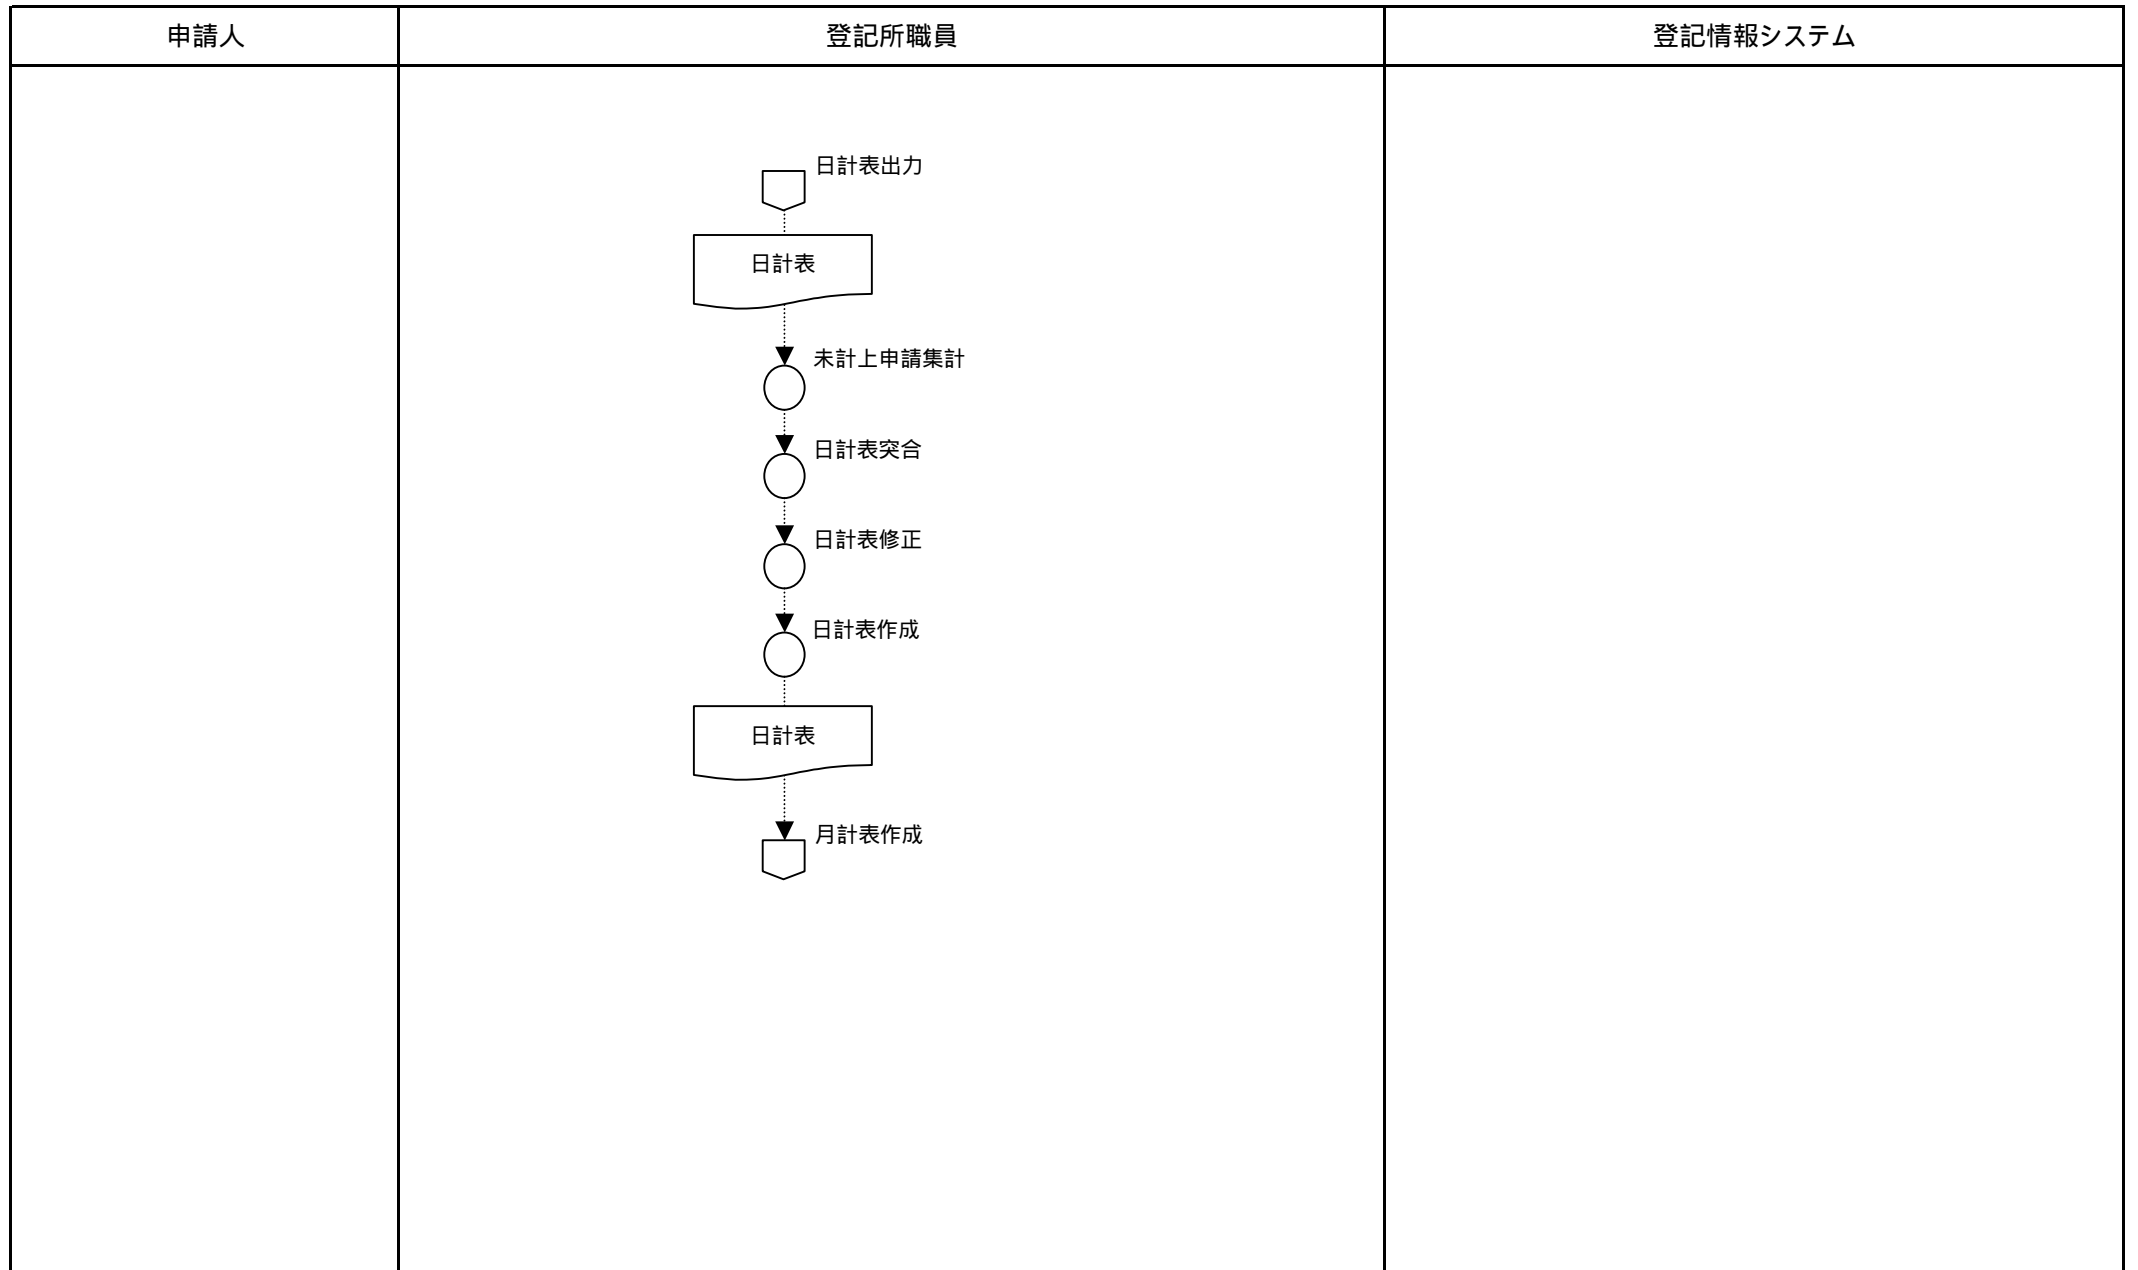 申請人
登記所職員
登記情報システム
日計表出力
日計表
未計上申請集計
日計表突合
日計表修正
日計表作成
日計表
月計表作成